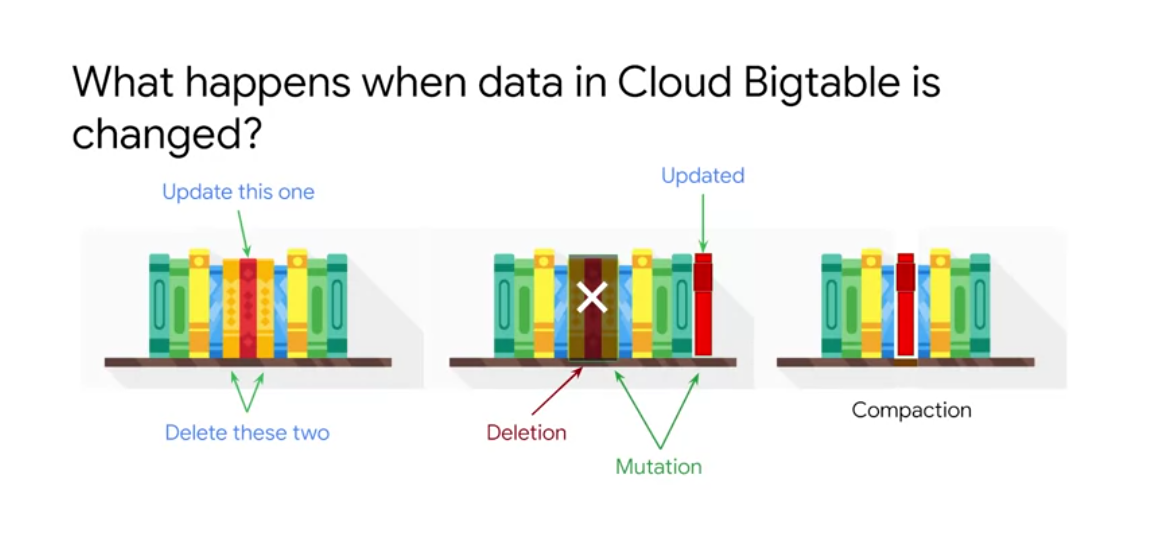 What happens when data in Cloud Bigtable is
changed?
Update this one
Delete these two
Updated
Deletion
Mutation
Compaction